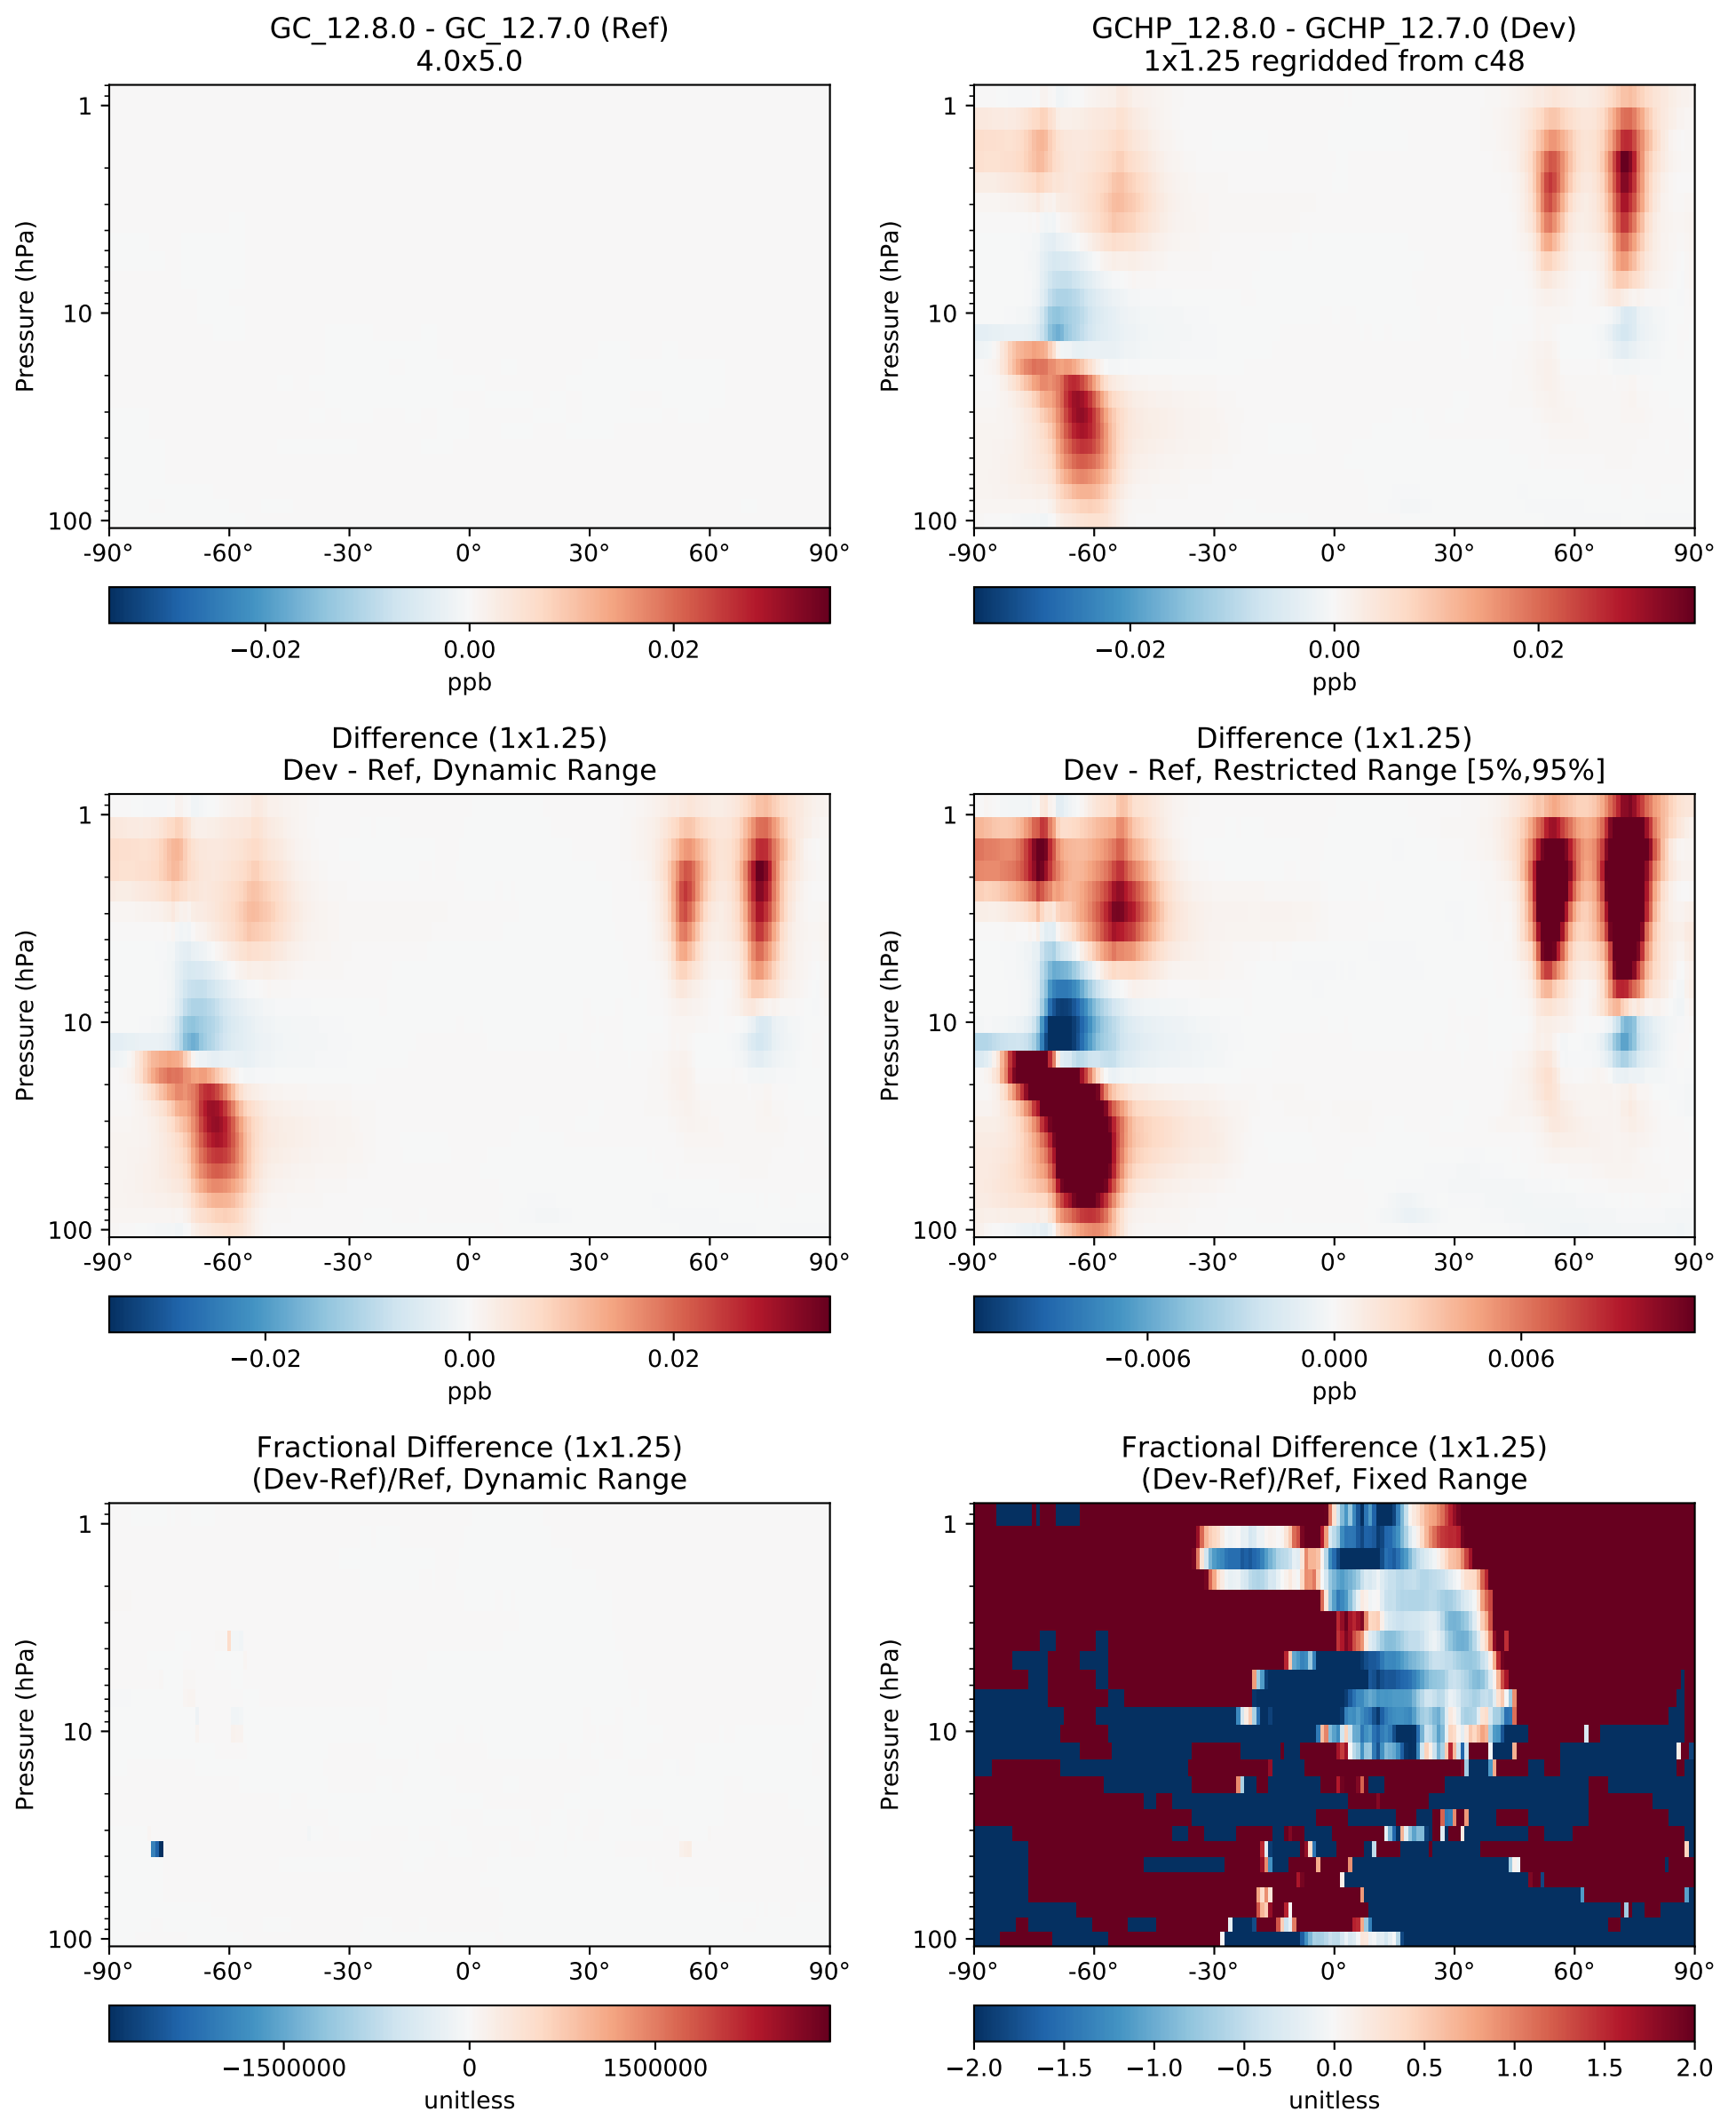 GC_12.8.0 - GC_12.7.0 (Ref)
4.0x5.0
Pressure (hPa)
1
10
100
-90° -60° -30° 0° 30° 60° 90°
−0.02 0.00 0.02
ppb
GCHP_12.8.0 - GCHP_12.7.0 (Dev)
1x1.25 regridded from c48
Pressure (hPa)
1
10
100
-90° -60° -30° 0° 30° 60° 90°
−0.02 0.00 0.02
ppb
Difference (1x1.25)
Dev - Ref, Dynamic Range
Pressure (hPa)
1
10
100
-90° -60° -30° 0° 30° 60° 90°
−0.02 0.00 0.02
ppb
Difference (1x1.25)
Dev - Ref, Restricted Range [5%,95%]
Pressure (hPa)
1
10
100
-90° -60° -30° 0° 30° 60° 90°
−0.006 0.000 0.006
ppb
Fractional Difference (1x1.25)
(Dev-Ref)/Ref, Dynamic Range
Pressure (hPa)
1
10
100
-90° -60° -30° 0° 30° 60° 90°
−1500000 0 1500000
unitless
Fractional Difference (1x1.25)
(Dev-Ref)/Ref, Fixed Range
Pressure (hPa)
1
10
100
-90° -60° -30° 0° 30° 60° 90°
−2.0 −1.5 −1.0 −0.5 0.0 0.5 1.0 1.5 2.0
unitless